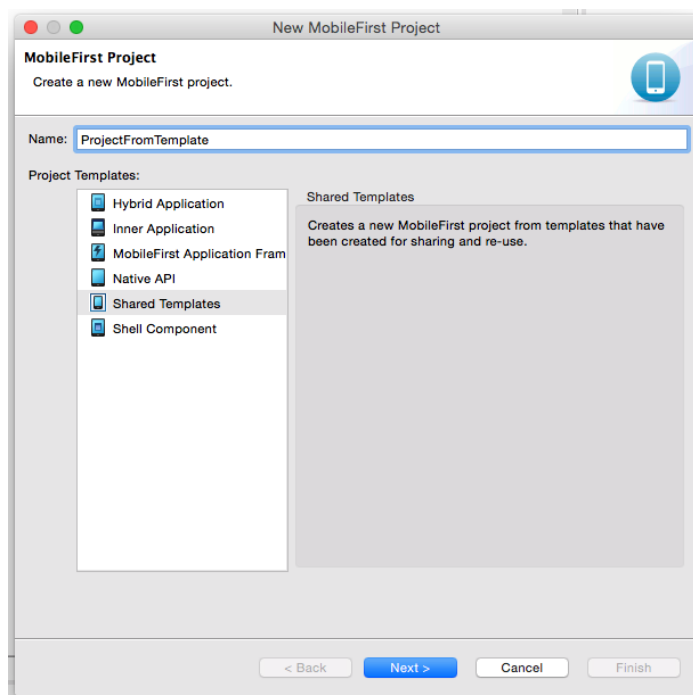 New MobileFirst Project
MobileFirst Project
Create a new MobileFirst project.
Name: ProjectFromTemplate
Project Templates:
Hybrid Application
Inner Application
MobileFirst Application Fram
Native API
Shared Templates
Shell Component
Shared Templates
Creates a new MobileFirst project from templates that have
been created for sharing and re-use.
< Back Next > Cancel Finish